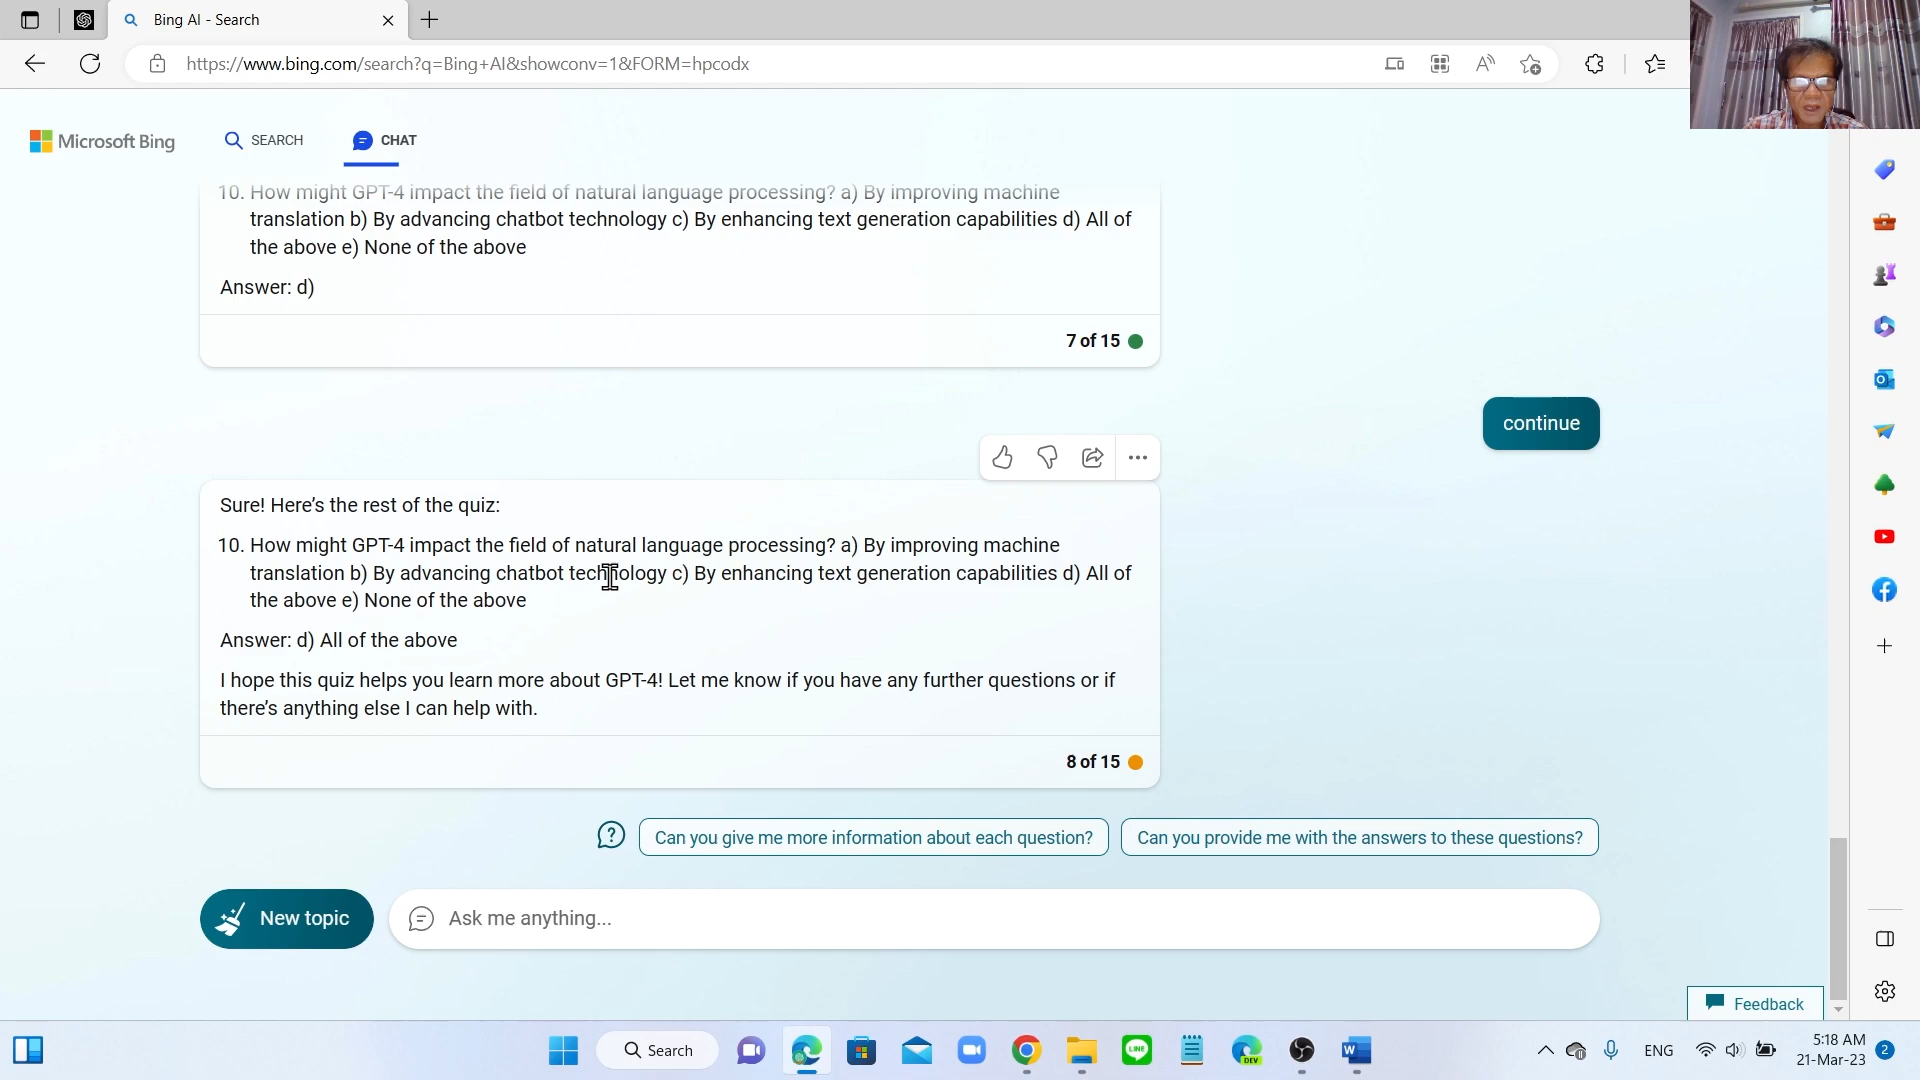 Bing AI - Search
https://www.bing.com/search?q=Bing+AI&showconv=1&FORM=hpcodx
Microsoft Bing
SEARCH
CHAT
10. How might GPT-4 impact the field of natural language processing? a) By improving machine
translation b) By advancing chatbot technology c) By enhancing text generation capabilities d) All of
the above e) None of the above
Answer: d)
7 of 15
continue
Sure! Here’s the rest of the quiz:
10. How might GPT-4 impact the field of natural language processing? a) By improving machine
translation b) By advancing chatbot technology c) By enhancing text generation capabilities d) All of
the above e) None of the above
Answer: d) All of the above
I hope this quiz helps you learn more about GPT-4! Let me know if you have any further questions or if
there’s anything else I can help with.
8 of 15
Can you give me more information about each question?
Can you provide me with the answers to these questions?
New topic
Ask me anything...
Feedback
Search
LINE
DEV
W
ENG
5:18 AM
21-Mar-23
2